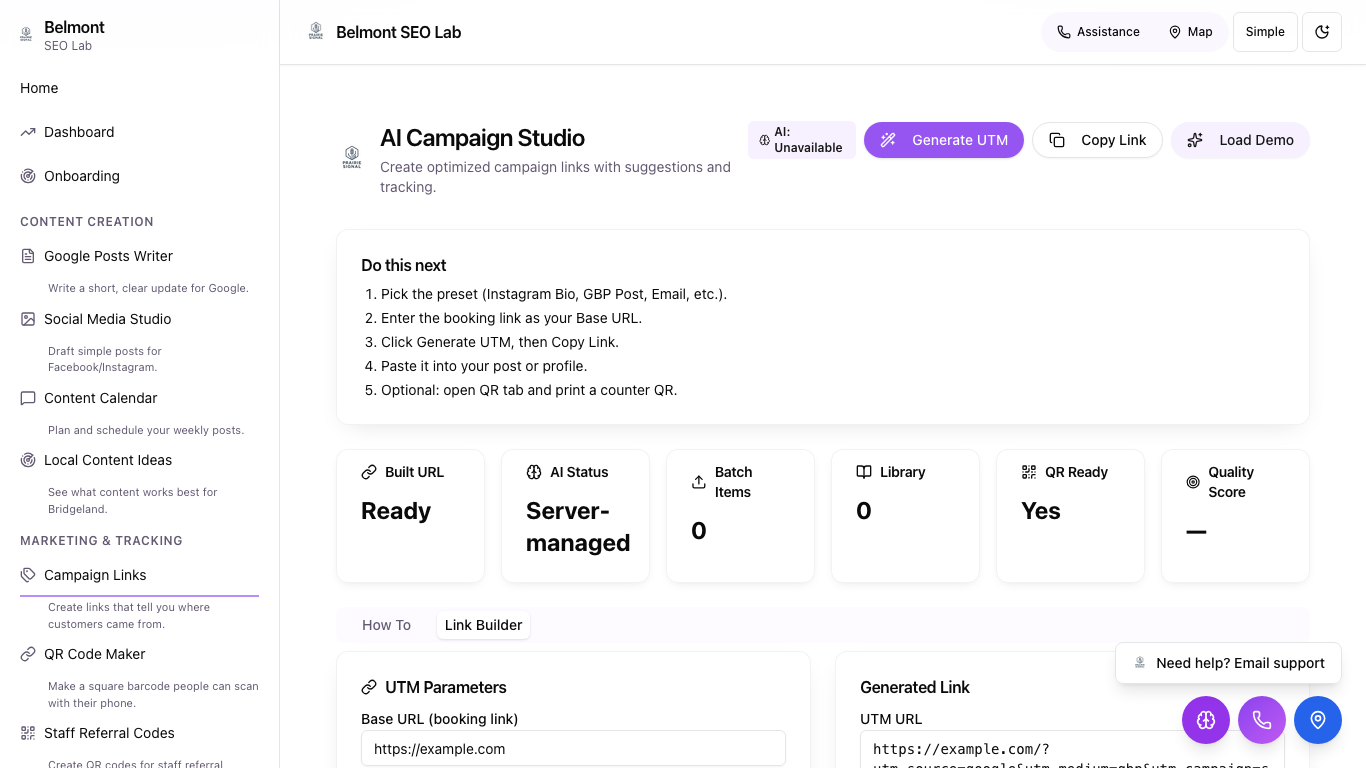 Belmont
SEO Lab
Home
Dashboard
Onboarding
CONTENT CREATION
Google Posts Writer
Write a short, clear update for Google.
Social Media Studio
Draft simple posts for
Facebook/Instagram.
Content Calendar
Plan and schedule your weekly posts.
Local Content Ideas
See what content works best for
Bridgeland.
MARKETING & TRACKING
Campaign Links
Create links that tell you where
customers came from.
QR Code Maker
Make a square barcode people can scan
with their phone.
Staff Referral Codes
Create QR codes for staff referral
Belmont SEO Lab
Assistance
Map
Simple
PRAIRIE
SIGNAL
AI Campaign Studio
Create optimized campaign links with suggestions and
tracking.
AI:
Unavailable
Generate UTM
Copy Link
Load Demo
Do this next
1. Pick the preset (Instagram Bio, GBP Post, Email, etc.).
2. Enter the booking link as your Base URL.
3. Click Generate UTM, then Copy Link.
4. Paste it into your post or profile.
5. Optional: open QR tab and print a counter QR.
Built URL
Ready
AI Status
Server-
managed
Batch
Items
0
Library
0
QR Ready
Yes
Quality
Score
—
How To
Link Builder
UTM Parameters
Base URL (booking link)
https://example.com
Generated Link
UTM URL
https://example.com/?
utm_source=google&utm_medium=gbp&utm_campaign=s
Need help? Email support